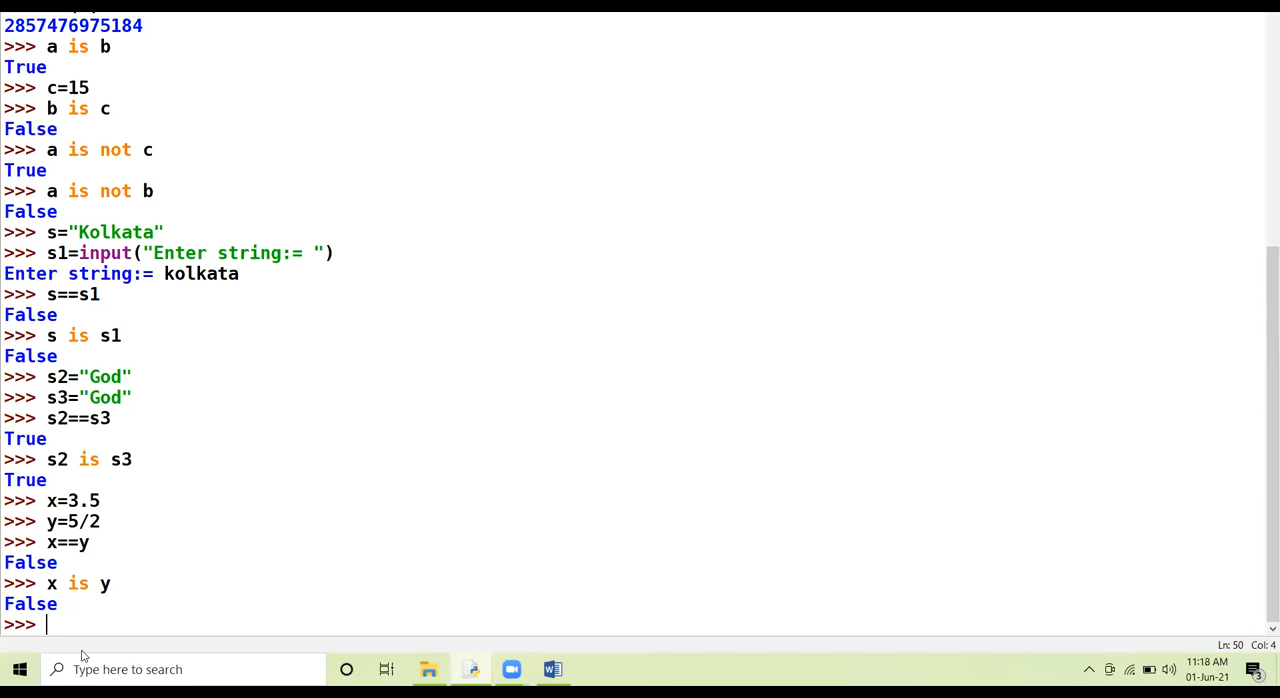 2857476975184
>>> a is b
True
>>> c=15
>>> b is c
False
>>> a is not c
True
>>> a is not b
False
>>> s="Kolkata"
>>> s1=input("Enter string:= ")
Enter string:= kolkata
>>> s==s1
False
>>> s is s1
False
>>> s2="God"
>>> s3="God"
>>> s2==s3
True
>>> s2 is s3
True
>>> x=3.5
>>> y=5/2
>>> x==y
False
>>> x is y
False
>>>
Ln: 50 Col: 4
Type here to search
11:18 AM
01-Jun-21
3